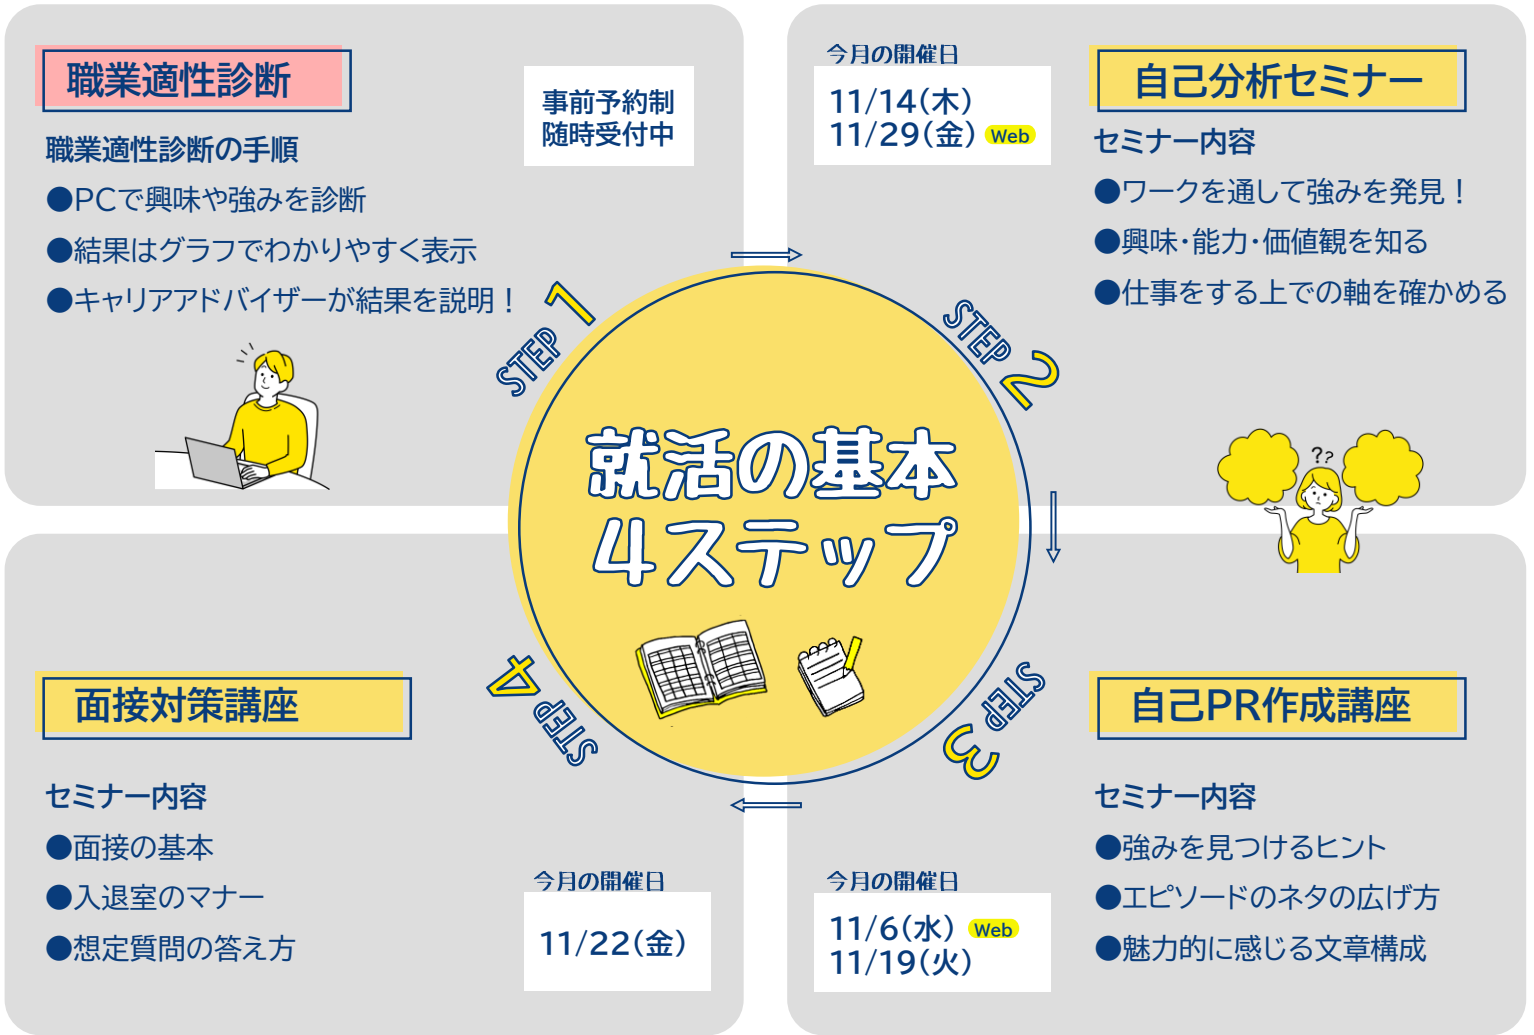 職業適性診断
職業適性診断の手順
●PCで興味や強みを診断
●結果はグラフでわかりやすく表示
●キャリアアドバイザーが結果を説明！
事前予約制
随時受付中
STEP 1
今月の開催日
11/14(木)
11/29(金) Web
自己分析セミナー
セミナー内容
●ワークを通して強みを発見！
●興味・能力・価値観を知る
●仕事をする上での軸を確かめる
STEP 2
??
就活の基本
4ステップ
STEP 3
自己PR作成講座
セミナー内容
●強みを見つけるヒント
●エピソードのネタの広げ方
●魅力的に感じる文章構成
今月の開催日
11/6(水) Web
11/19(火)
STEP 4
面接対策講座
セミナー内容
●面接の基本
●入退室のマナー
●想定質問の答え方
今月の開催日
11/22(金)